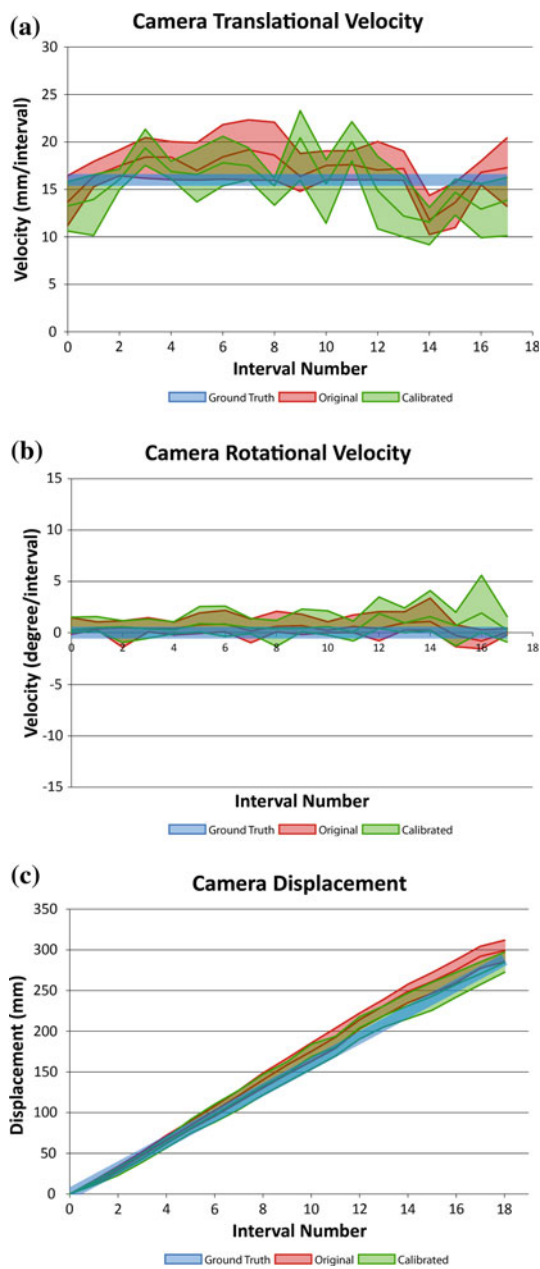 (a)
Camera Translational Velocity
Velocity (mm/interval)
30
25
20
15
10
5
0
0 2 4 6 8 10 12 14 16 18
Interval Number
Ground Truth Original Calibrated
(b)
Camera Rotational Velocity
Velocity (degree/interval)
15
10
5
0
-5
-10
-15
0 2 4 6 8 10 12 14 16 18
Interval Number
Ground Truth Original Calibrated
(c)
Camera Displacement
Displacement (mm)
350
300
250
200
150
100
50
0
0 2 4 6 8 10 12 14 16 18
Interval Number
Ground Truth Original Calibrated